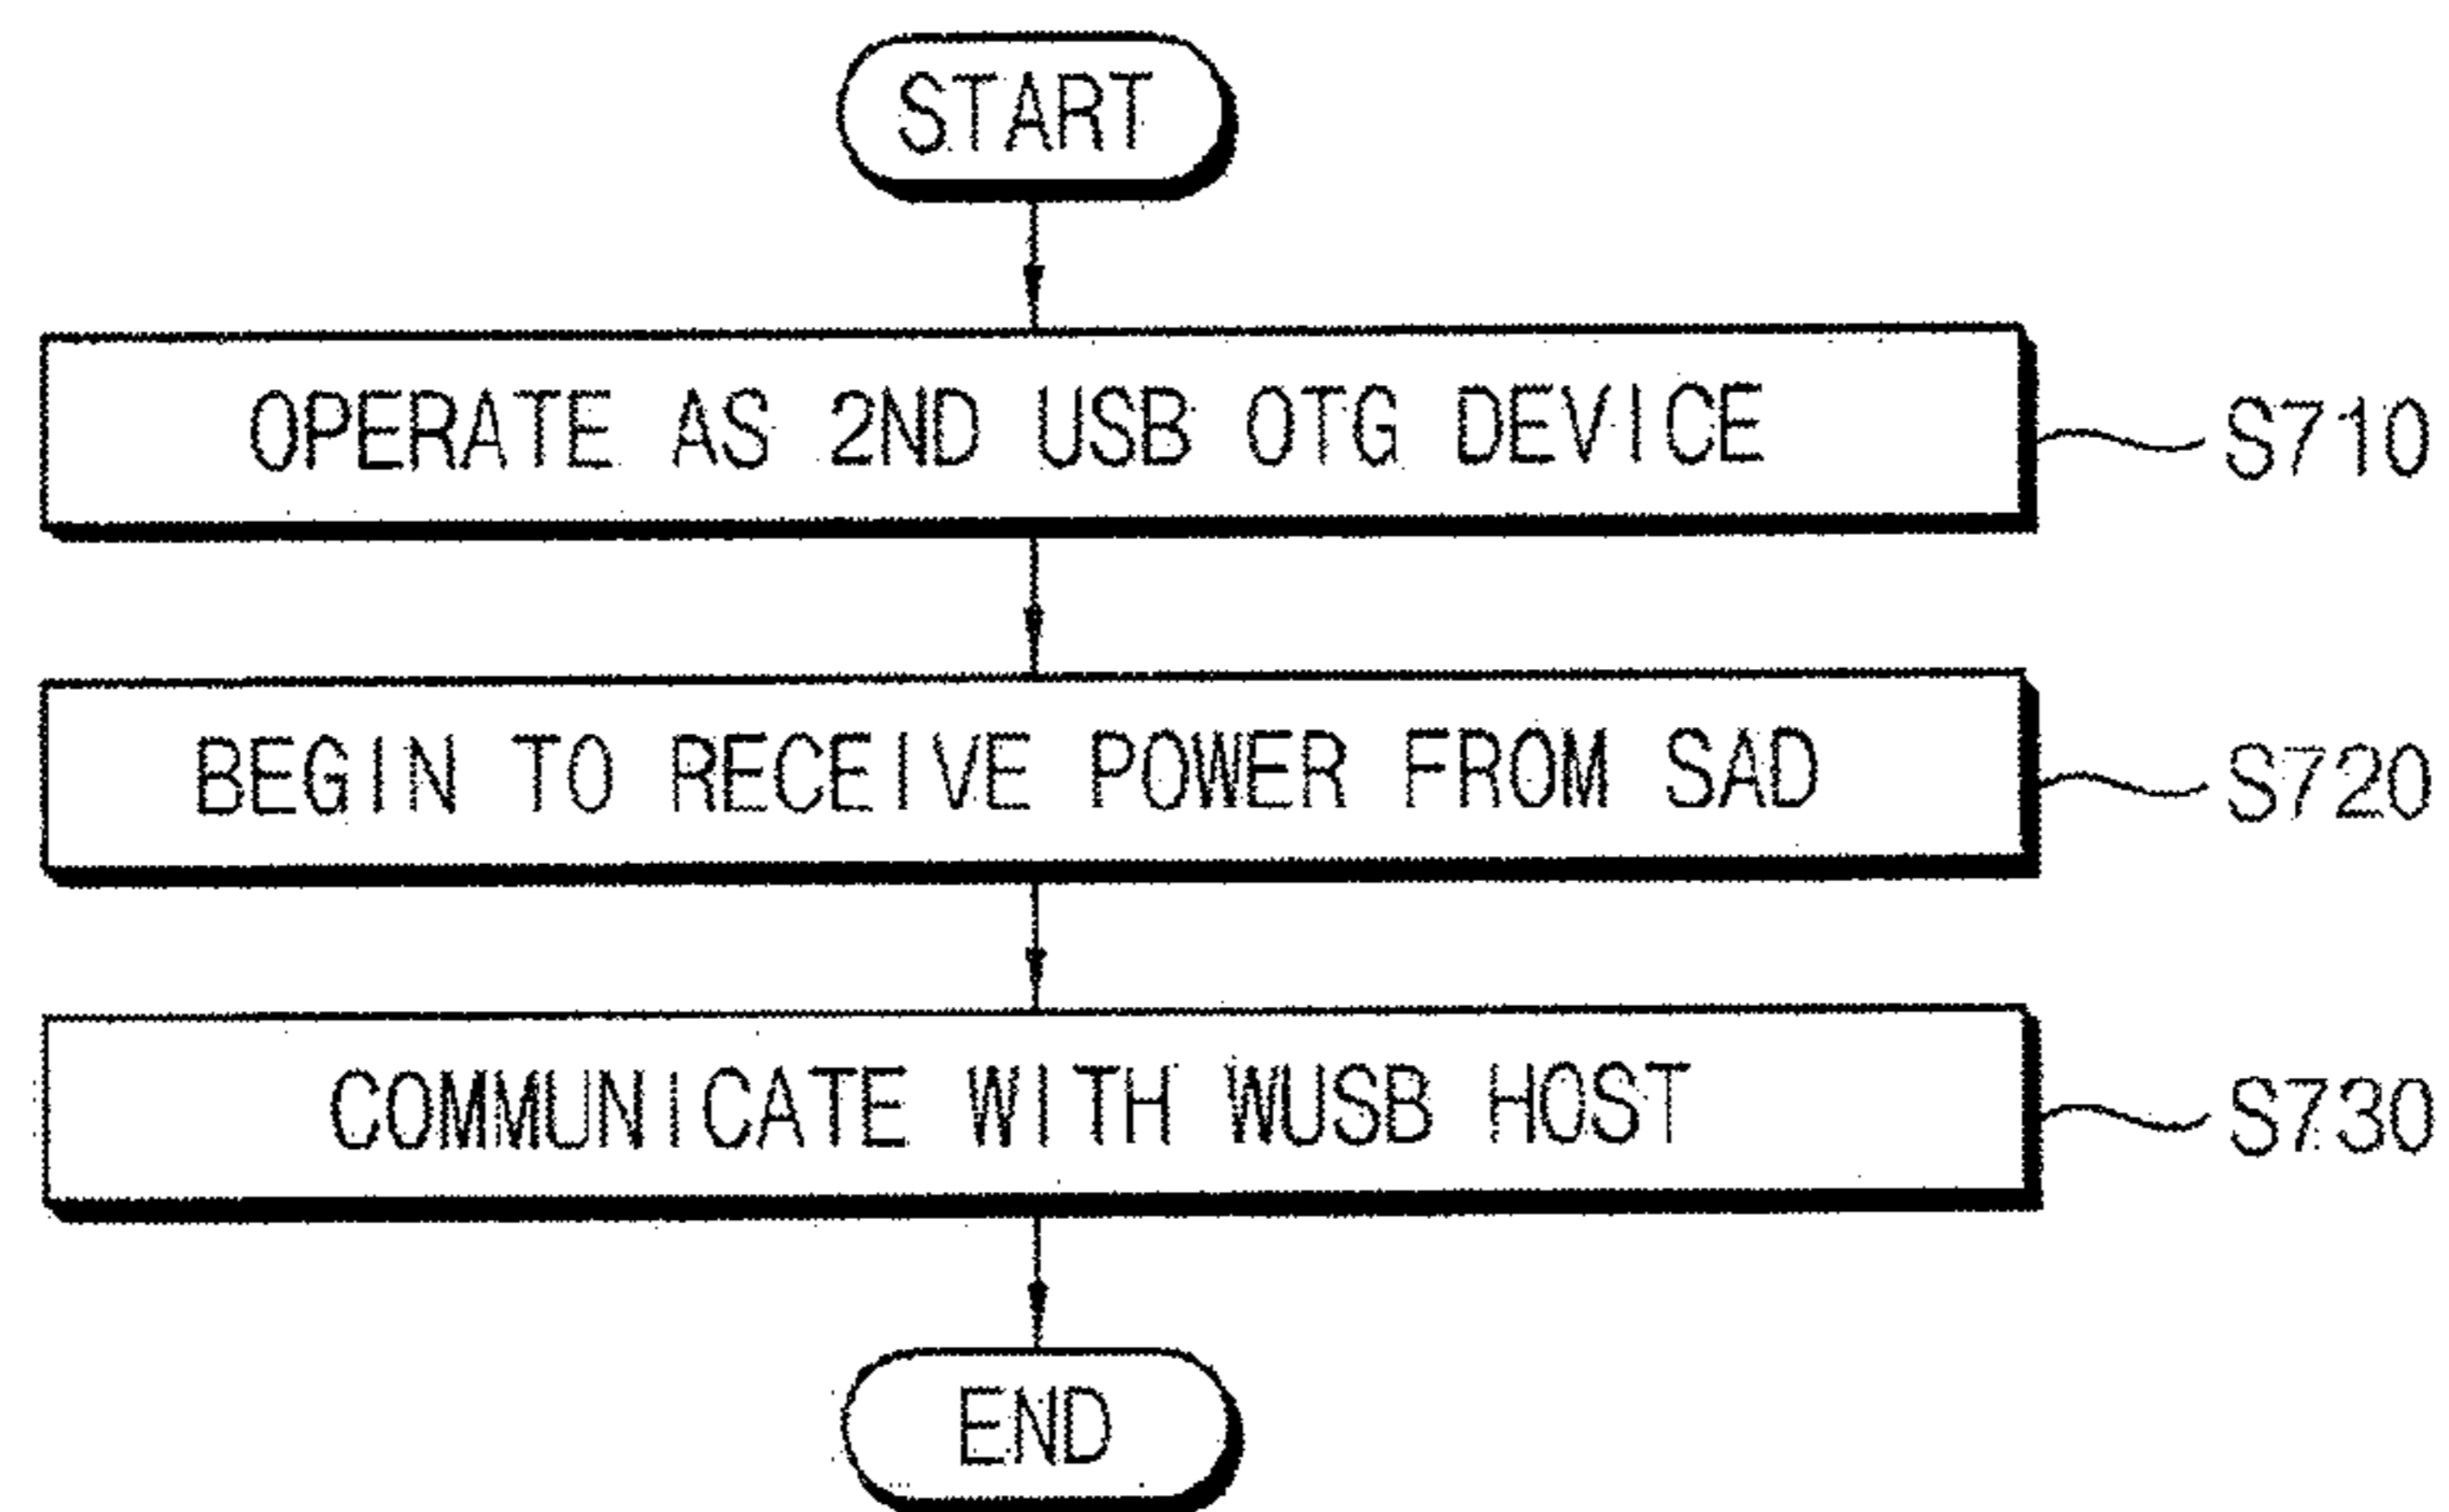 START
OPERATE AS 2ND USB OTG DEVICE
S710
BEGIN TO RECEIVE POWER FROM SAD
S720
COMMUNICATE WITH WUSB HOST
S730
END